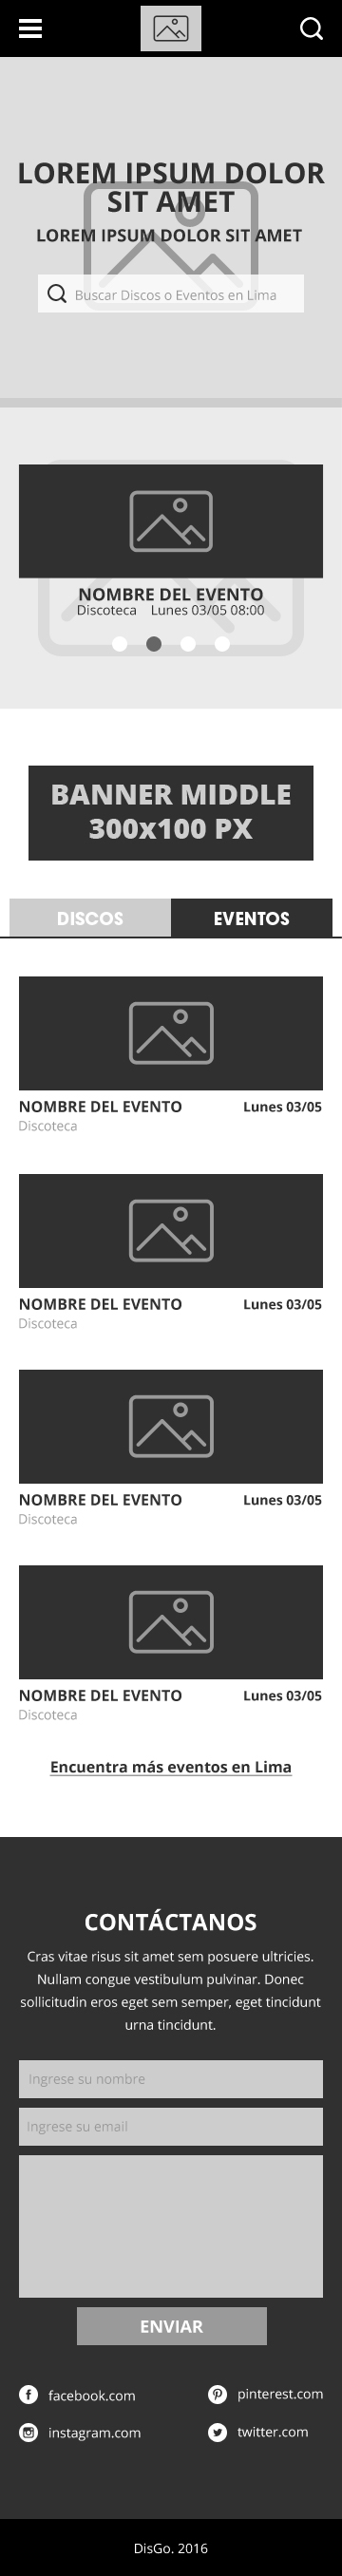 LOREM IPSUM DOLOR
SIT AMET
LOREM IPSUM DOLOR SIT AMET
Buscar Discos o Eventos en Lima
NOMBRE DEL EVENTO
Discoteca Lunes 03/05 08:00
BANNER MIDDLE
300x100 PX
DISCOS EVENTOS
NOMBRE DEL EVENTO Lunes 03/05
Discoteca
NOMBRE DEL EVENTO Lunes 03/05
Discoteca
NOMBRE DEL EVENTO Lunes 03/05
Discoteca
NOMBRE DEL EVENTO Lunes 03/05
Discoteca
Encuentra más eventos en Lima
CONTÁCTANOS
Cras vitae risus sit amet sem posuere ultricies.
Nullam congue vestibulum pulvinar. Donec
sollicitudin eros eget sem semper, eget tincidunt
urna tincidunt.
Ingrese su nombre
Ingrese su email
ENVIAR
facebook.com pinterest.com
instagram.com twitter.com
DisGo. 2016